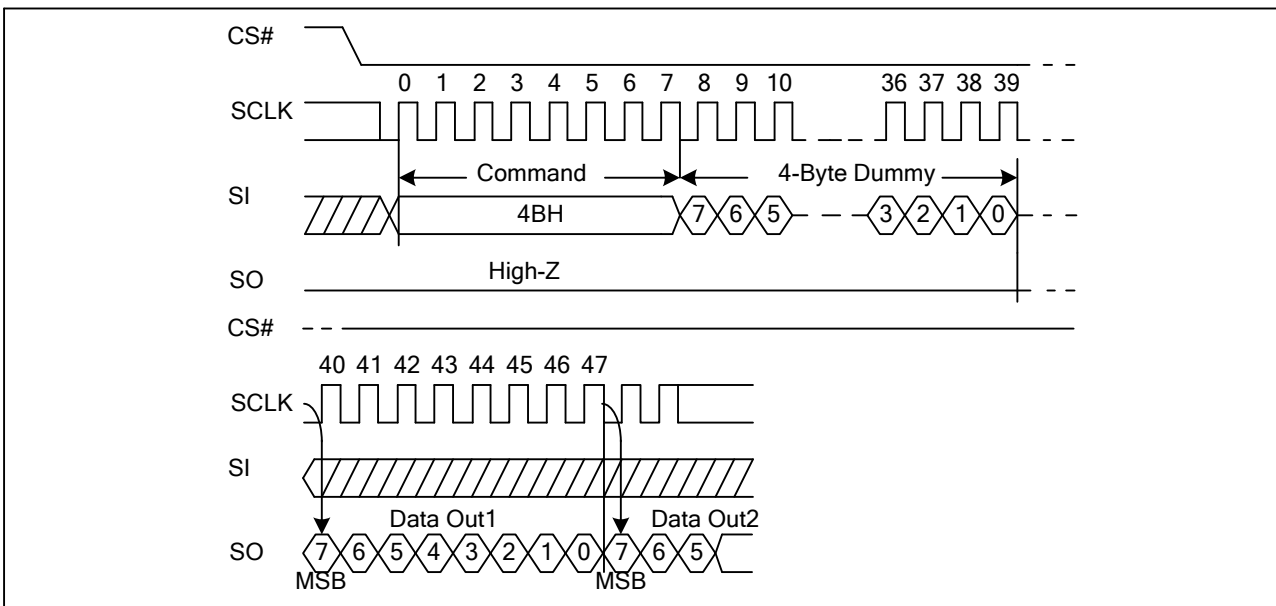 CS#
0 1 2 3 4 5 6 7 8 9 10 36 37 38 39
SCLK
Command 4-Byte Dummy
SI
4BH 7 6 5 3 2 1 0
High-Z
SO
CS#
40 41 42 43 44 45 46 47
SCLK
SI
Data Out1 Data Out2
SO 7 6 5 4 3 2 1 0 7 6 5
MSB MSB